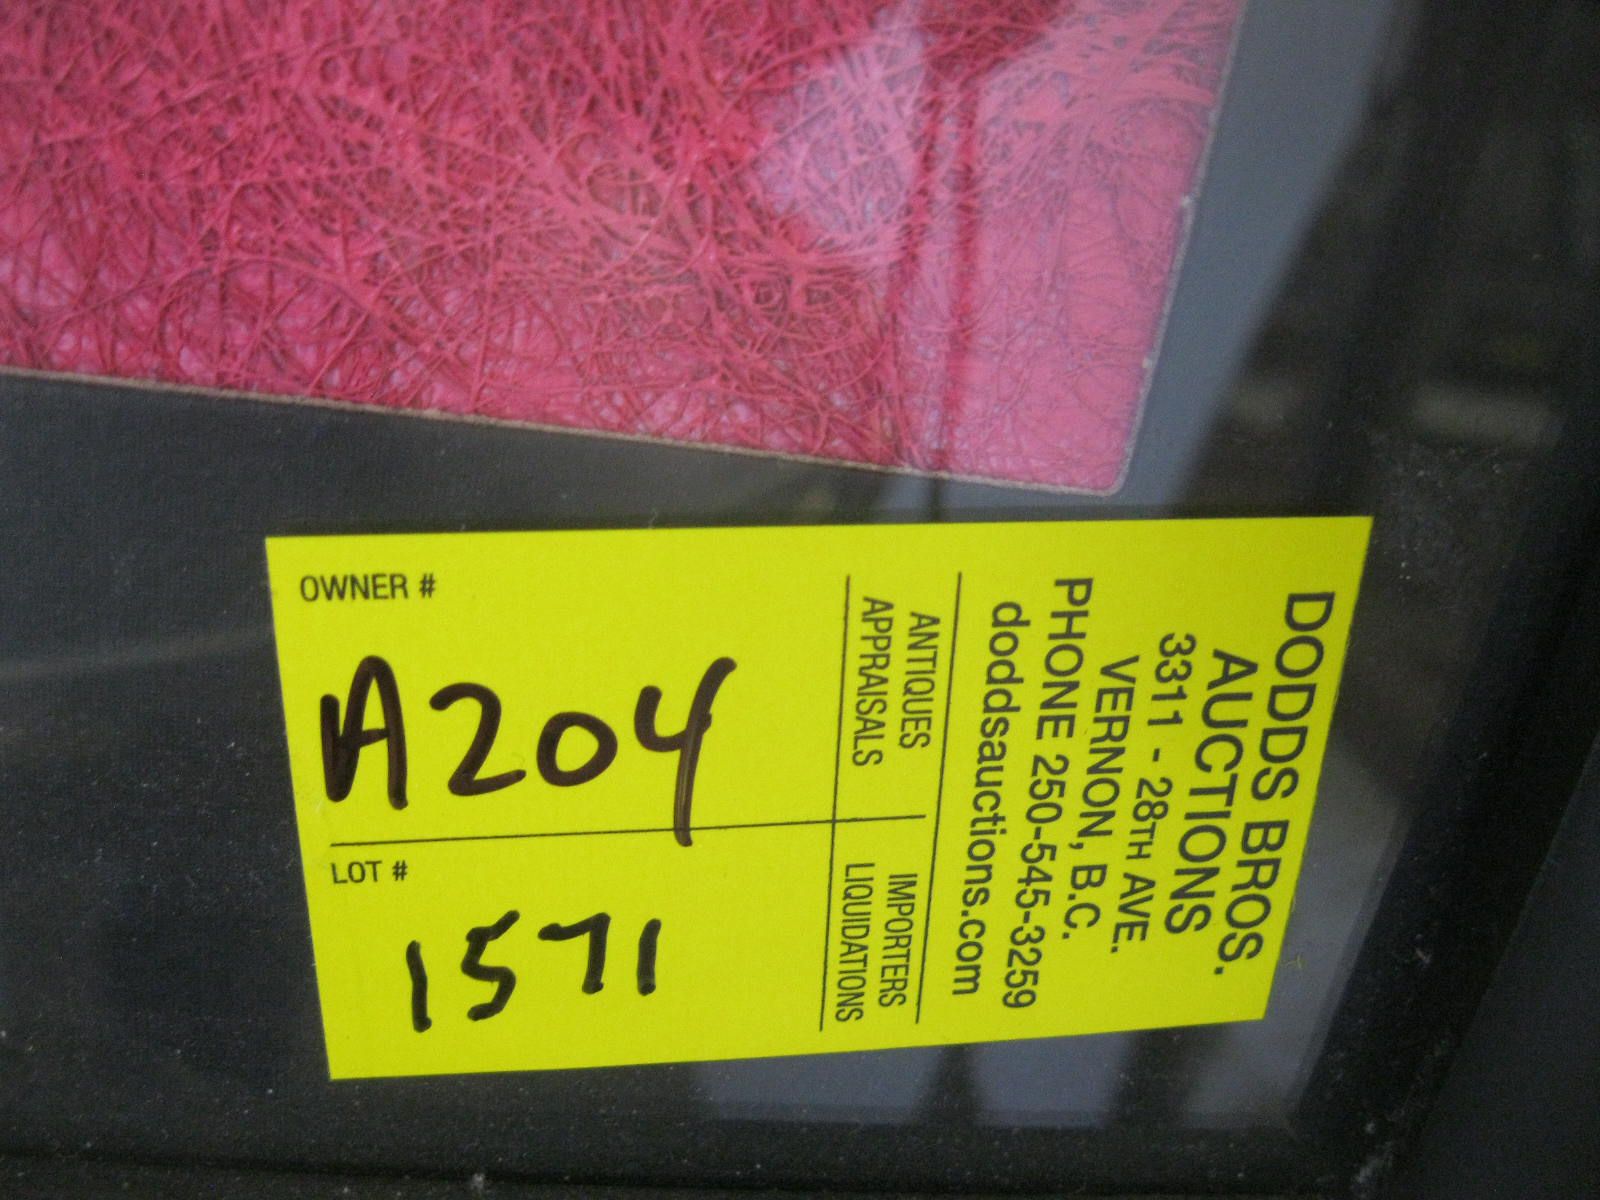 DODDS BROS.
AUCTIONS
3311 - 28TH AVE.
VERNON, B.C.
PHONE 250-545-3259
doddsauctions.com
ANTIQUES
APPRAISALS
IMPORTERS
LIQUIDATIONS
OWNER #
A204
LOT #
1571